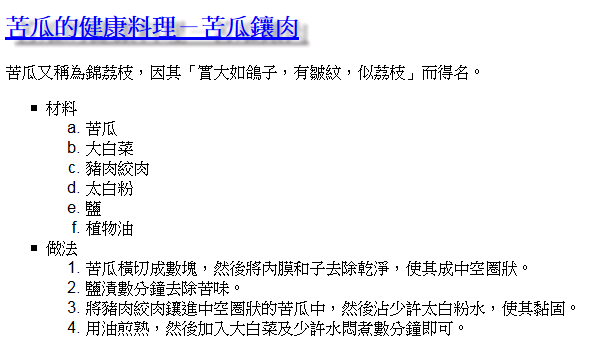 苦瓜的健康料理－苦瓜鑲肉
苦瓜又稱為錦荔枝，因其「實大如鴿子，有皺紋，似荔枝」而得名。
▪ 材料
a. 苦瓜
b. 大白菜
c. 豬肉絞肉
d. 太白粉
e. 鹽
f. 植物油
▪ 做法
1. 苦瓜橫切成數塊，然後將內膜和子去除乾淨，使其成中空圈狀。
2. 鹽漬數分鐘去除苦味。
3. 將豬肉絞肉鑲進中空圈狀的苦瓜中，然後沾少許太白粉水，使其黏固。
4. 用油煎熟，然後加入大白菜及少許水悶煮數分鐘即可。